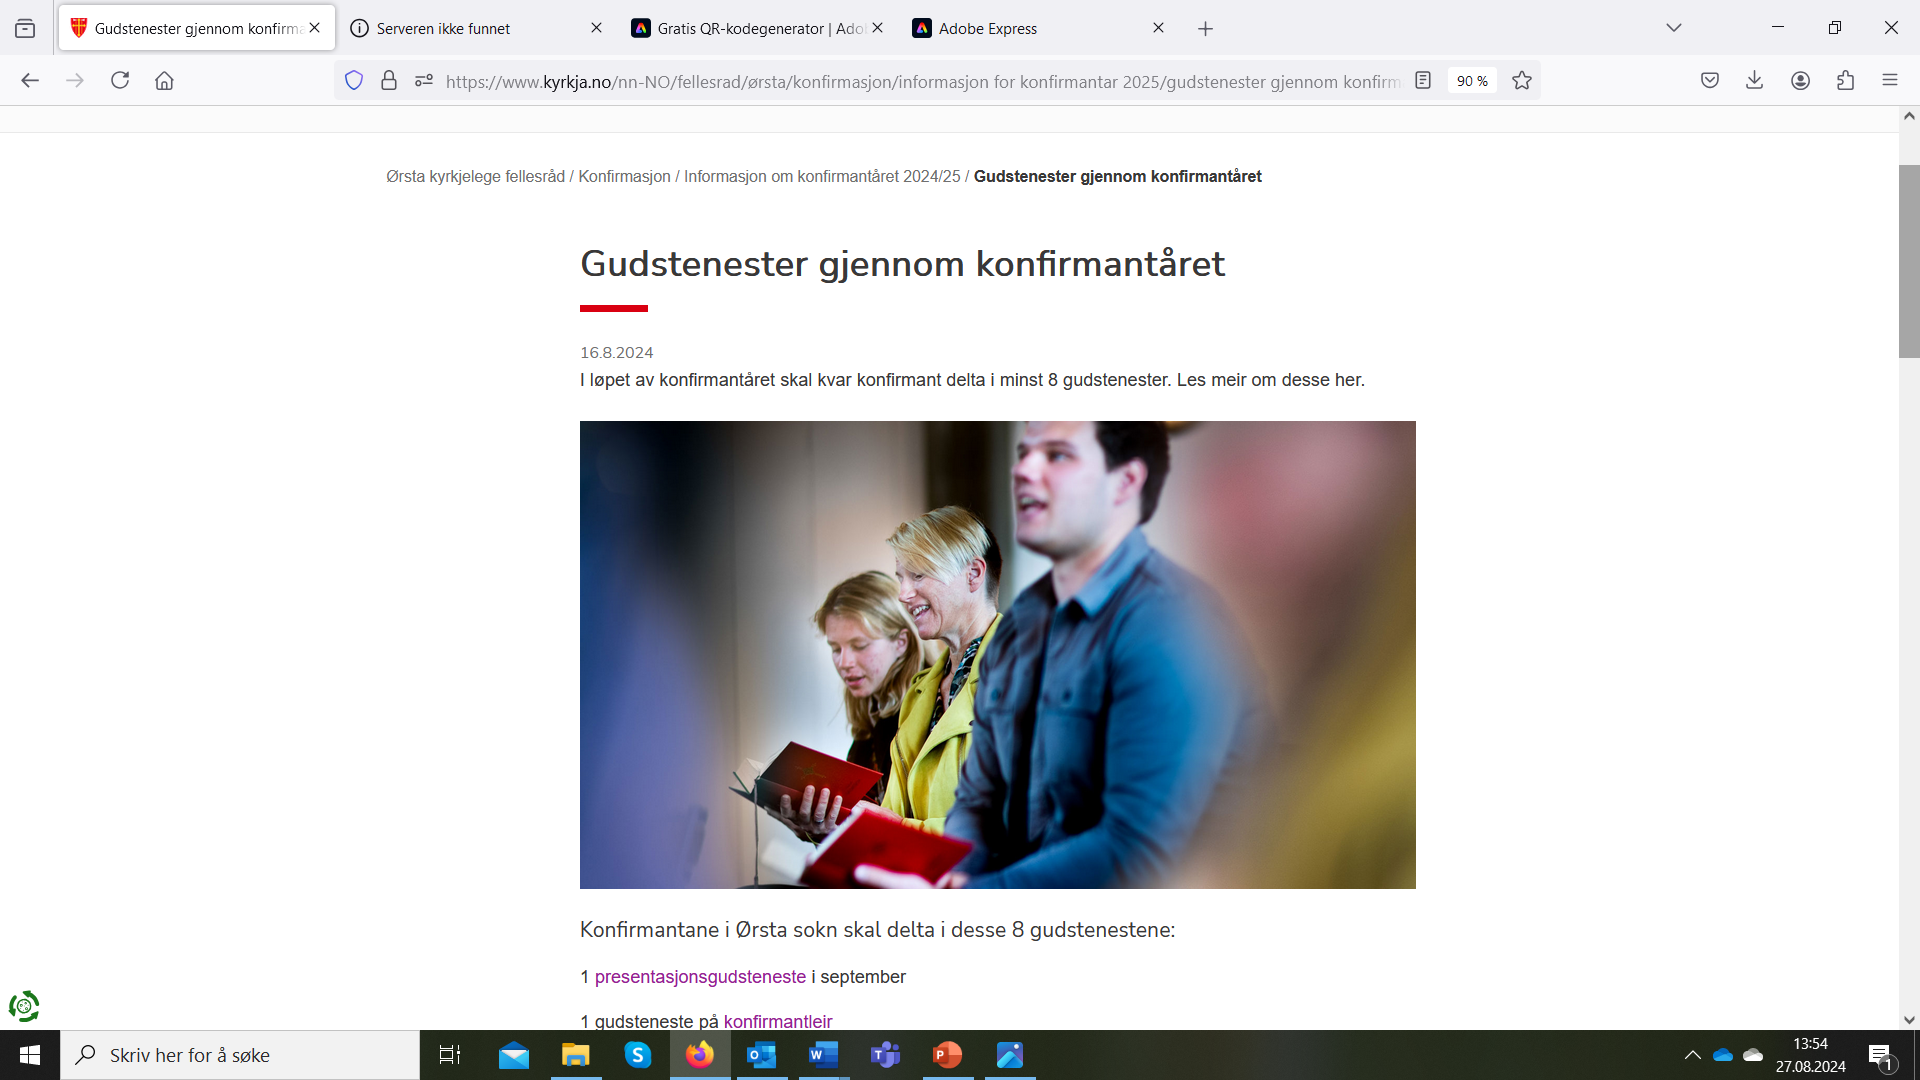 Gudstenester gjennom konfirma
Serveren ikke funnet
Gratis QR-kodegenerator | Adol
Adobe Express
https://www.kyrkja.no/nn-NO/fellesrad/ørsta/konfirmasjon/informasjon for konfirmantar 2025/gudstenester gjennom konfirm
90 %
Ørsta kyrkjelege fellesråd / Konfirmasjon / Informasjon om konfirmantåret 2024/25 / Gudstenester gjennom konfirmantåret
Gudstenester gjennom konfirmantåret
16.8.2024
I løpet av konfirmantåret skal kvar konfirmant delta i minst 8 gudstenester. Les meir om desse her.
Konfirmantane i Ørsta sokn skal delta i desse 8 gudstenestene:
1 presentasjonsgudsteneste i september
1 gudsteneste på konfirmantleir
Skriv her for å søke
13:54
27.08.2024
1